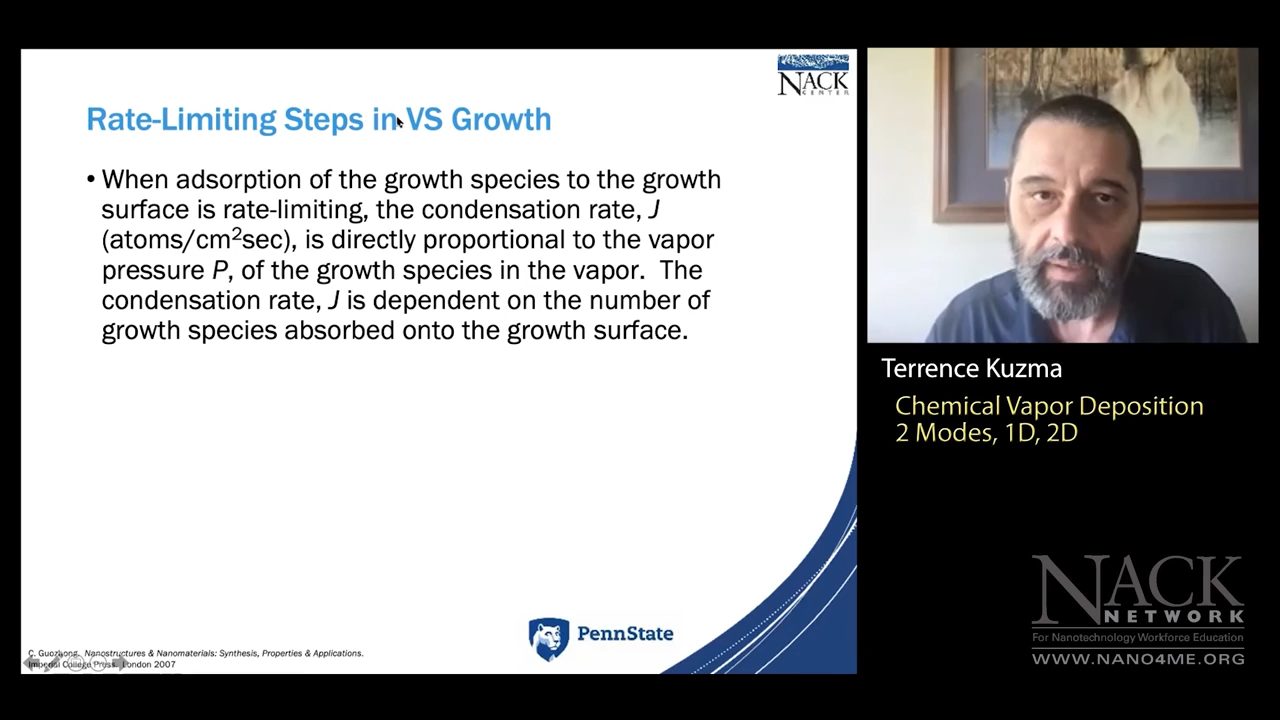 NACK
CENTER
Rate-Limiting Steps in VS Growth
• When adsorption of the growth species to the growth
surface is rate-limiting, the condensation rate, J
(atoms/cm²sec), is directly proportional to the vapor
pressure P, of the growth species in the vapor. The
condensation rate, J is dependent on the number of
growth species absorbed onto the growth surface.
PennState
C. Guozhong. Nanostructures & Nanomaterials: Synthesis, Properties & Applications.
Imperial College Press. London 2007
Terrence Kuzma
Chemical Vapor Deposition
2 Modes, 1D, 2D
NACK
NETWORK
For Nanotechnology Workforce Education
WWW.NANO4ME.ORG